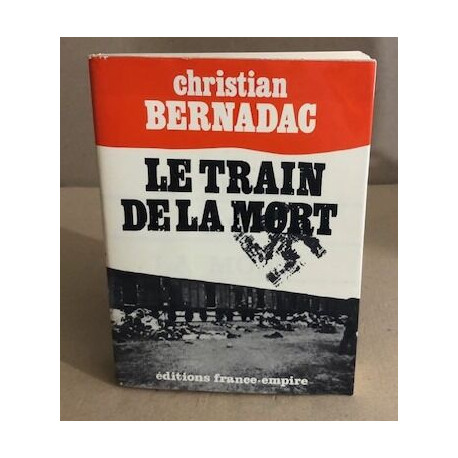 christian
BERNADAC
LE TRAIN
DE LA MORT
éditions france-empire